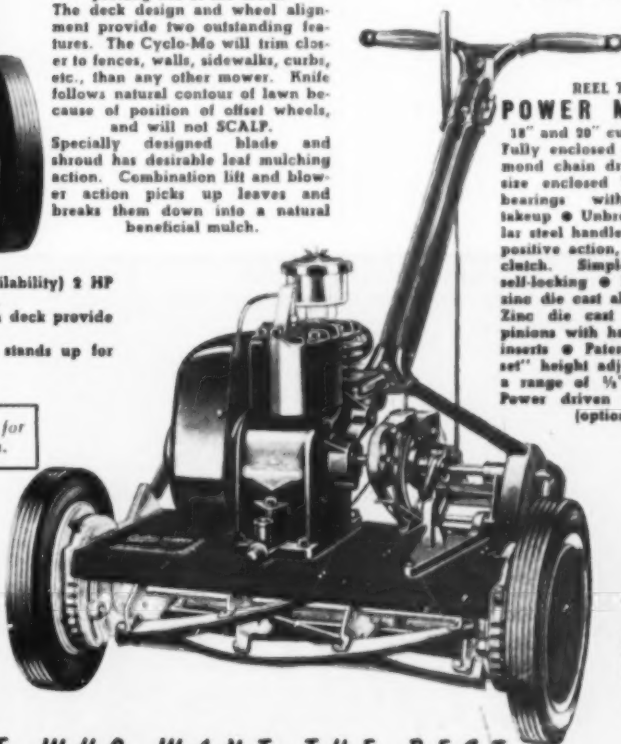 The deck design and wheel align-
ment provide two outstanding fea-
tures. The Cyclo-Mo will trim clos-
er to fences, walls, sidewalks, curbs,
etc., than any other mower. Knife
follows natural contour of lawn be-
cause of position of offset wheels,
and will not SCALP.
Specially designed blade and
shroud has desirable leaf mulching
action. Combination lift and blow-
er action picks up leaves and
breaks them down into a natural
beneficial mulch.
ilability) 2 HP
deck provide
stands up for
for
REEL T
POWER M
18" and 20" cu
Fully enclosed
mond chain dr
size enclosed
bearings with
takeup ● Unbre
lar steel handle
positive action,
clutch. Simpl
self-locking ●
zinc die cast al
Zinc die cast
pinions with ha
inserts ● Paten
set" height adj
a range of
Power driven
(option
WHO WANT THE BEST